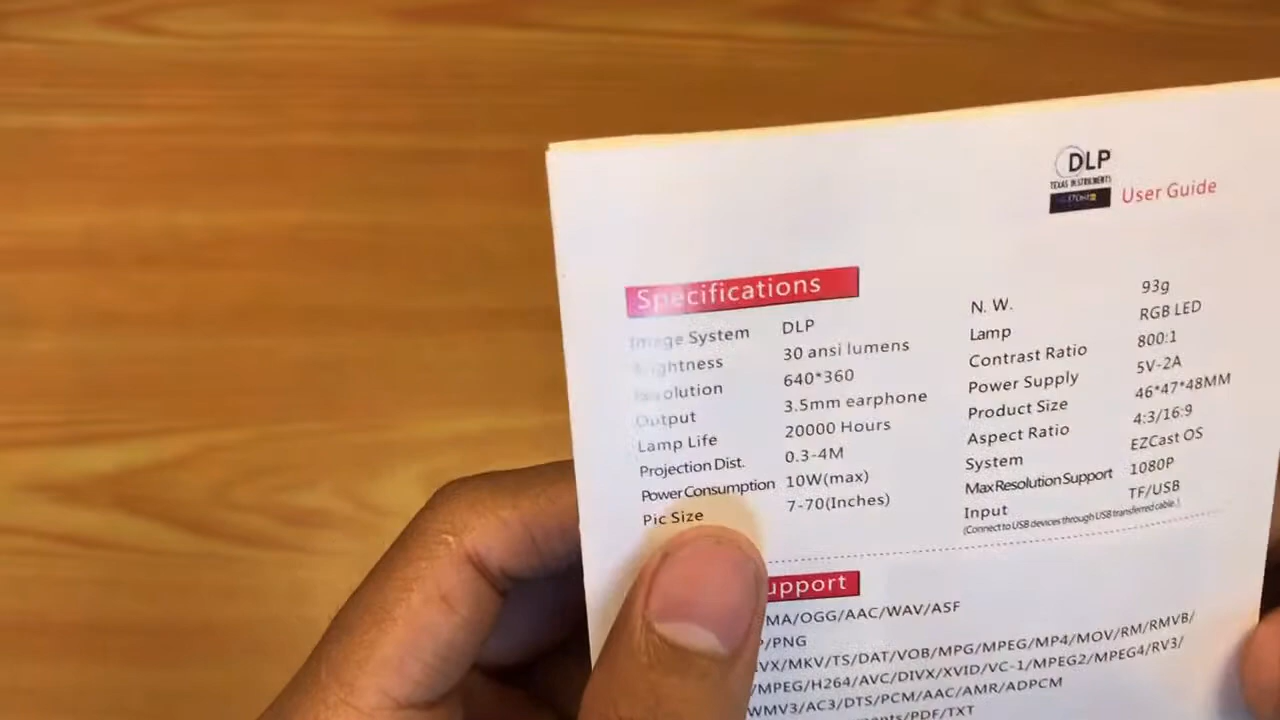 DLP
TEXAS INSTRUMENTS
User Guide
Specifications
Image System DLP
Brightness 30 ansi lumens
Resolution 640*360
Output 3.5mm earphone
Lamp Life 20000 Hours
Projection Dist. 0.3-4M
Power Consumption 10W(max)
Pic Size 7-70(Inches)
N. W. 93g
Lamp RGB LED
Contrast Ratio 800:1
Power Supply 5V-2A
Product Size 46*47*48MM
Aspect Ratio 4:3/16:9
System EZCast OS
Max Resolution Support 1080P
Input TF/USB
(Connect to USB devices through USB transferred cable.)
upport
MA/OGG/AAC/WAV/ASF
P/PNG
VX/MKV/TS/DAT/VOB/MPG/MPEG/MP4/MOV/RM/RMVB/
/MPEG/H264/AVC/DIVX/XVID/VC-1/MPEG2/MPEG4/RV3/
WMV3/AC3/DTS/PCM/AAC/AMR/ADPCM
ents/PDF/TXT